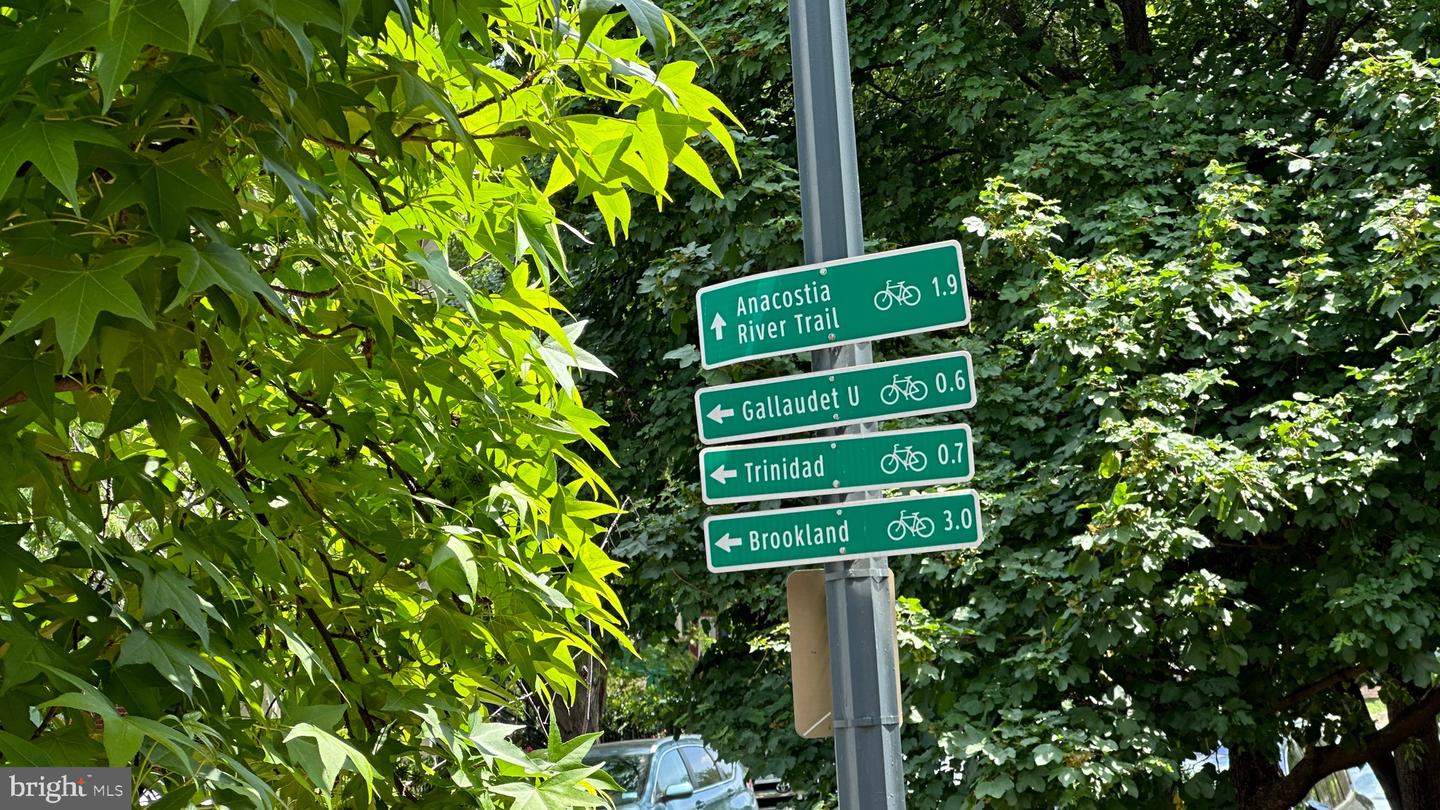 Anacostia
River Trail 1.9
Gallaudet U 0.6
Trinidad 0.7
Brookland 3.0
bright MLS